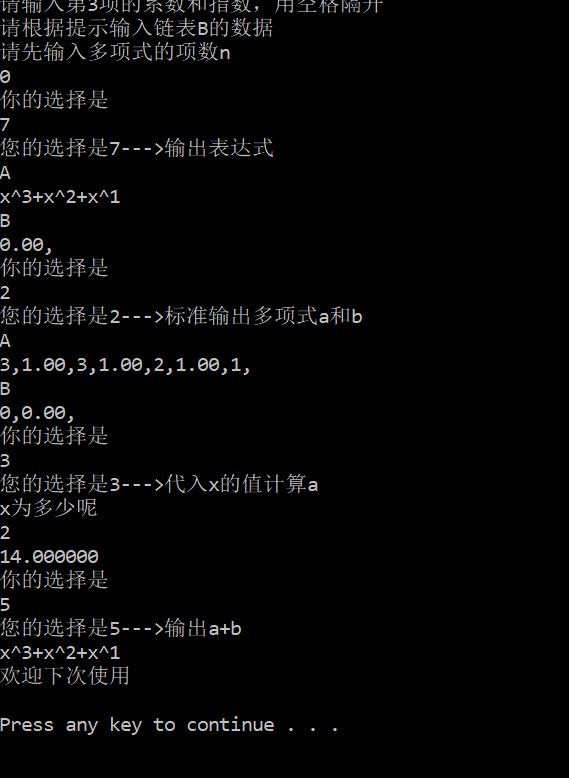 请输入第3项的系数和指数，用空格隔开
请根据提示输入链表B的数据
请先输入多项式的项数n
0
你的选择是
7
您的选择是7--->输出表达式
A
x^3+x^2+x^1
B
0.00,
你的选择是
2
您的选择是2--->标准输出多项式a和b
A
3,1.00,3,1.00,2,1.00,1,
B
0,0.00,
你的选择是
3
您的选择是3--->代入x的值计算a
x为多少呢
2
14.000000
你的选择是
5
您的选择是5--->输出a+b
x^3+x^2+x^1
欢迎下次使用
Press any key to continue . . .